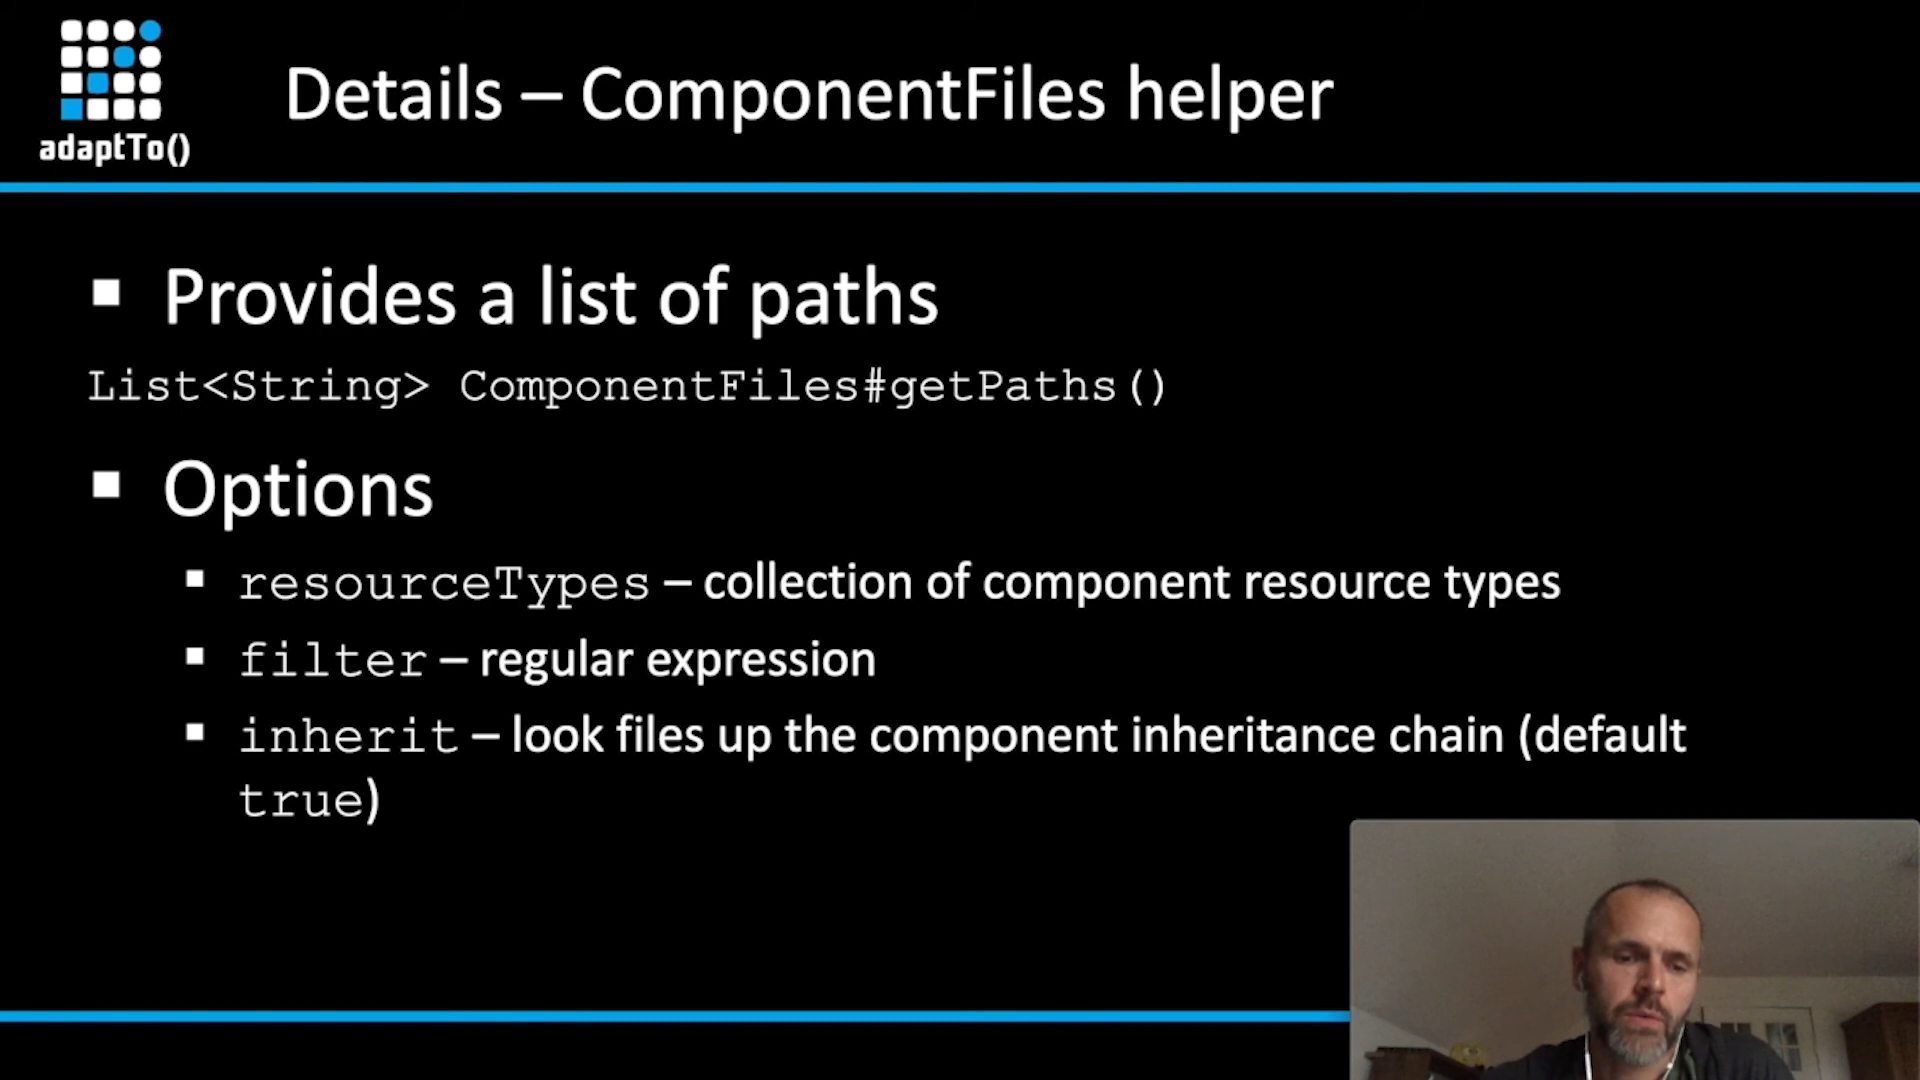 adaptTo()
Details – ComponentFiles helper
Provides a list of paths
List<String> ComponentFiles#getPaths()
Options
resourceTypes – collection of component resource types
filter – regular expression
inherit – look files up the component inheritance chain (default
true)